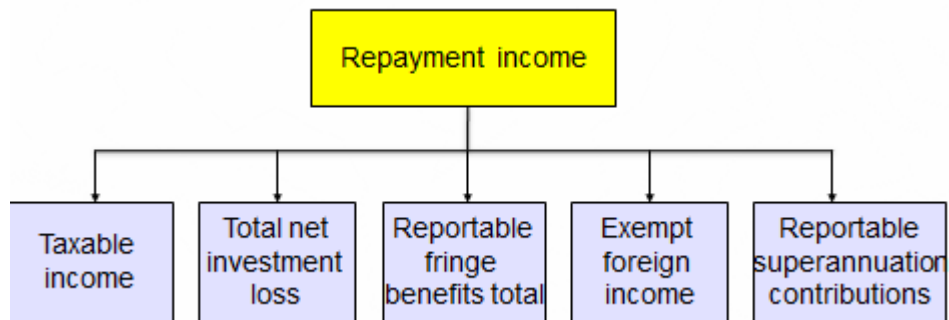 Repayment income
Taxable
income
Total net
investment
loss
Reportable
fringe
benefits total
Exempt
foreign
income
Reportable
superannuation
contributions